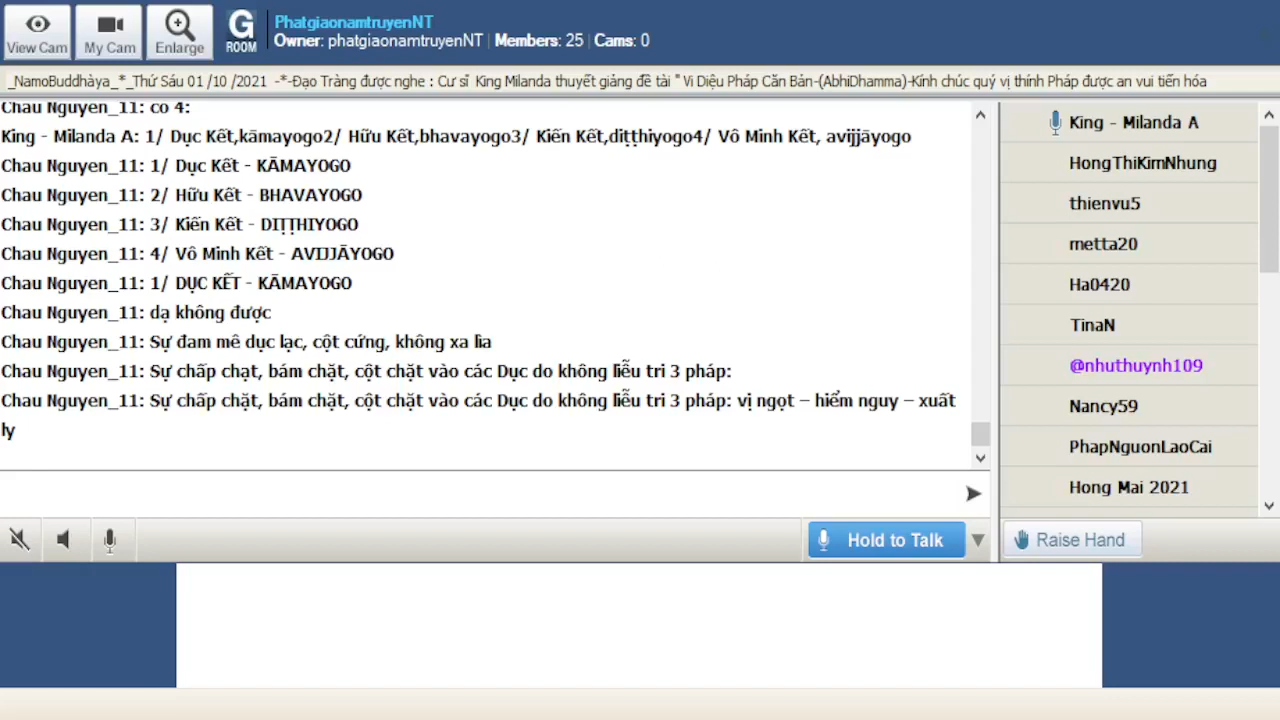 View Cam
My Cam
Enlarge
G
ROOM
PhatgiaonamtruyenNT
Owner: phatgiaonamtruyenNT | Members: 25 | Cams: 0
_NamoBuddhàya_*_Thứ Sáu 01 /10 /2021 -*-Đạo Tràng được nghe : Cư sĩ King Milanda thuyết giảng đề tài " Vi Diệu Pháp Căn Bản-(AbhiDhamma)-Kính chúc quý vị thính Pháp được an vui tiến hóa
Chau Nguyen_11: có 4:
King - Milanda A: 1/ Dục Kết,kāmayogo2/ Hữu Kết,bhavayogo3/ Kiến Kết,diṭṭhiyogo4/ Vô Minh Kết, avijjāyogo
Chau Nguyen_11: 1/ Dục Kết - KĀMAYOGO
Chau Nguyen_11: 2/ Hữu Kết - BHAVAYOGO
Chau Nguyen_11: 3/ Kiến Kết - DIṬṬHIYOGO
Chau Nguyen_11: 4/ Vô Minh Kết - AVIJJĀYOGO
Chau Nguyen_11: 1/ DỤC KẾT - KĀMAYOGO
Chau Nguyen_11: dạ không được
Chau Nguyen_11: Sự đam mê dục lạc, cột cứng, không xa lìa
Chau Nguyen_11: Sự chấp chạt, bám chặt, cột chặt vào các Dục do không liễu tri 3 pháp:
Chau Nguyen_11: Sự chấp chặt, bám chặt, cột chặt vào các Dục do không liễu tri 3 pháp: vị ngọt – hiểm nguy – xuất
ly
King - Milanda A
HongThiKimNhung
thienvu5
metta20
Ha0420
TinaN
@nhuthuynh109
Nancy59
PhapNguonLaoCai
Hong Mai 2021
Hold to Talk
Raise Hand